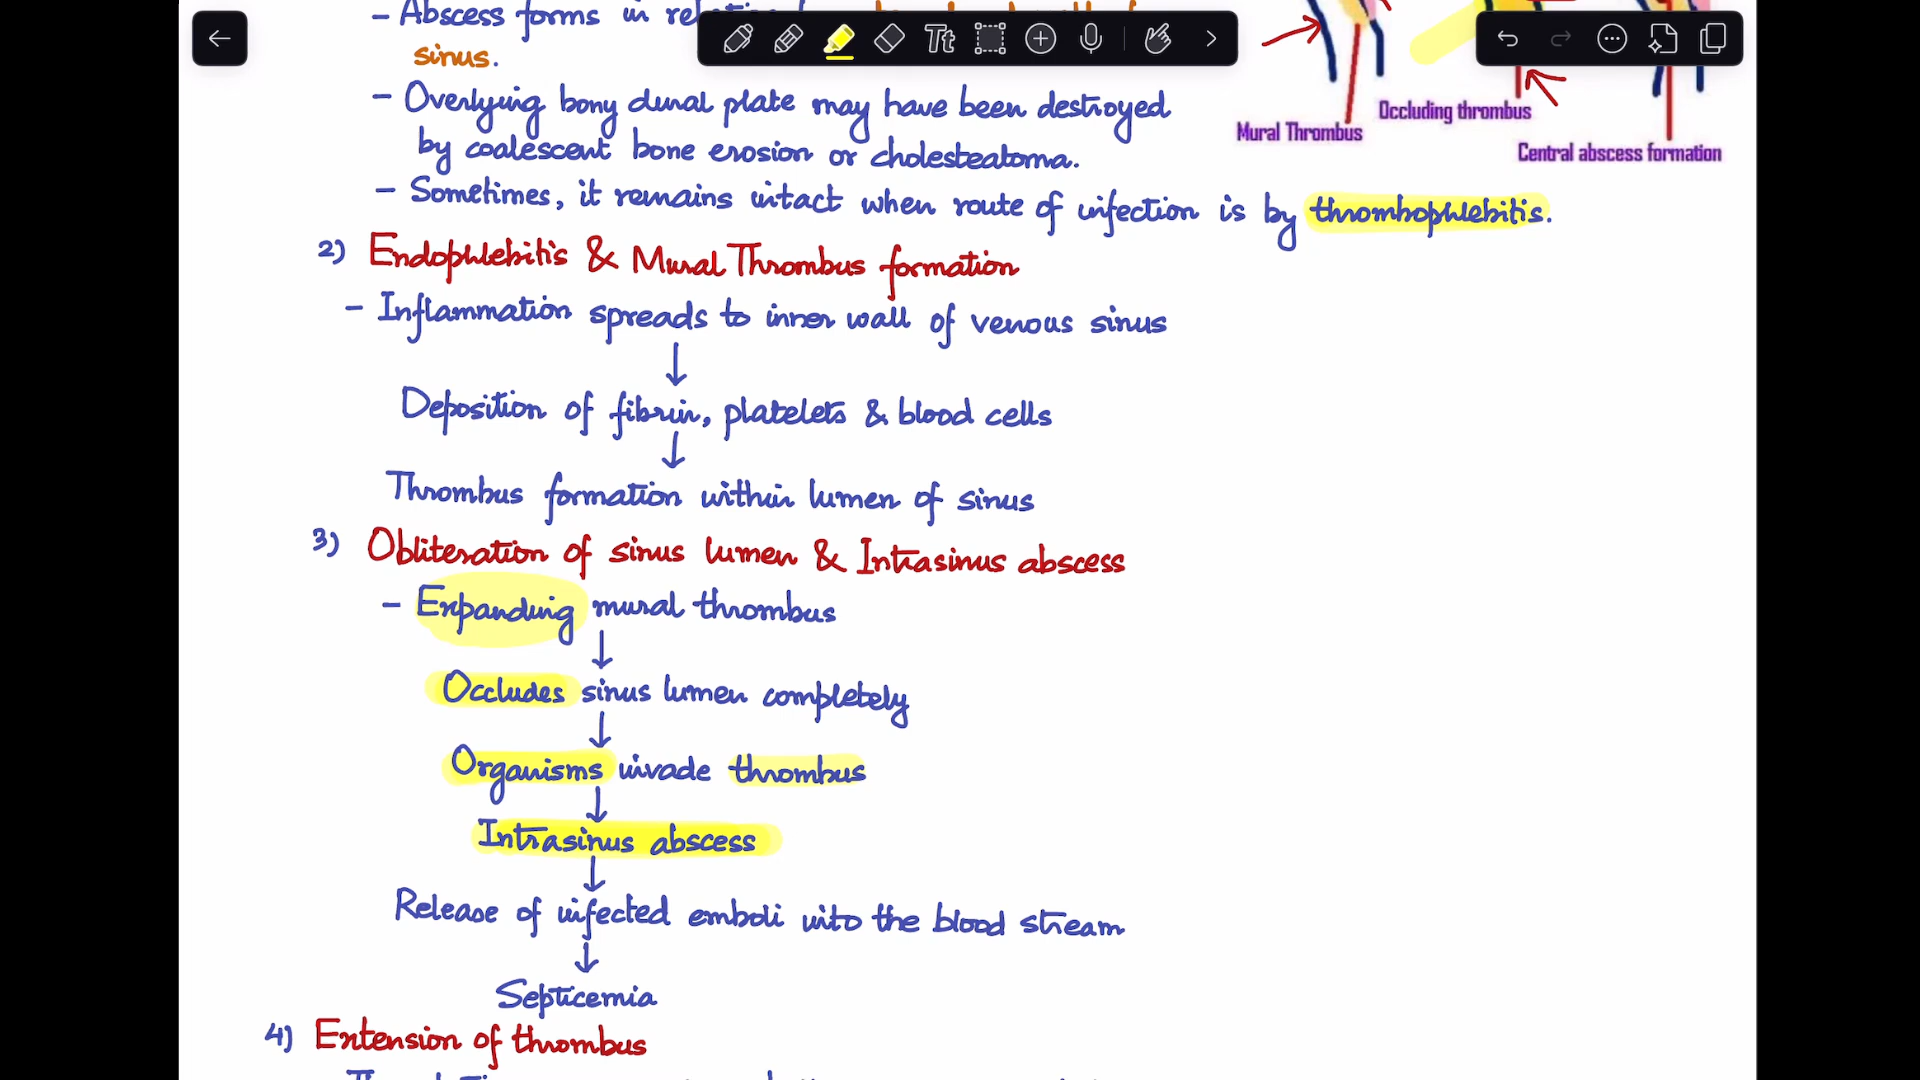 - Abscess forms in
sinus.
- Overlying bony dural plate may have been destroyed
by coalescent bone erosion or cholesteatoma.
- Sometimes, it remains intact when route of infection is by thrombophlebitis.
Mural Thrombus
Occluding thrombus
Central abscess formation
2) Endophlebitis & Mural Thrombus formation
- Inflammation spreads to inner wall of venous sinus
↓
Deposition of fibrin, platelets & blood cells
↓
Thrombus formation within lumen of sinus
3) Obliteration of sinus lumen & Intrasinus abscess
- Expanding mural thrombus
↓
Occludes sinus lumen completely
↓
Organisms invade thrombus
↓
Intrasinus abscess
↓
Release of infected emboli into the blood stream
↓
Septicemia
4) Extension of thrombus
Tt